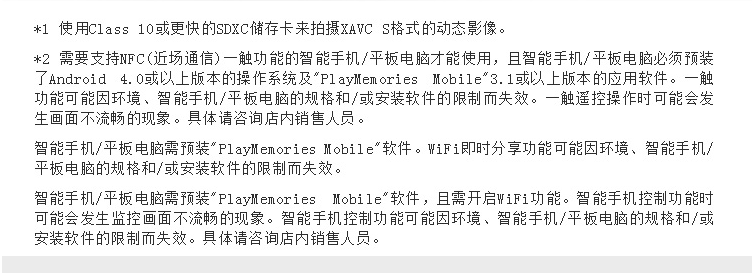 *1 使用Class 10或更快的SDXC储存卡来拍摄XAVC S格式的动态影像。
*2 需要支持NFC(近场通信)一触功能的智能手机/平板电脑才能使用，且智能手机/平板电脑必须预装
了Android 4.0或以上版本的操作系统及"PlayMemories Mobile"3.1或以上版本的应用软件。一触
功能可能因环境、智能手机/平板电脑的规格和/或安装软件的限制而失效。一触遥控操作时可能会发
生画面不流畅的现象。具体请咨询店内销售人员。
智能手机/平板电脑需预装"PlayMemories Mobile"软件。WiFi即时分享功能可能因环境、智能手机/
平板电脑的规格和/或安装软件的限制而失效。
智能手机/平板电脑需预装"PlayMemories Mobile"软件，且需开启WiFi功能。智能手机控制功能时
可能会发生监控画面不流畅的现象。智能手机控制功能可能因环境、智能手机/平板电脑的规格和/或
安装软件的限制而失效。具体请咨询店内销售人员。